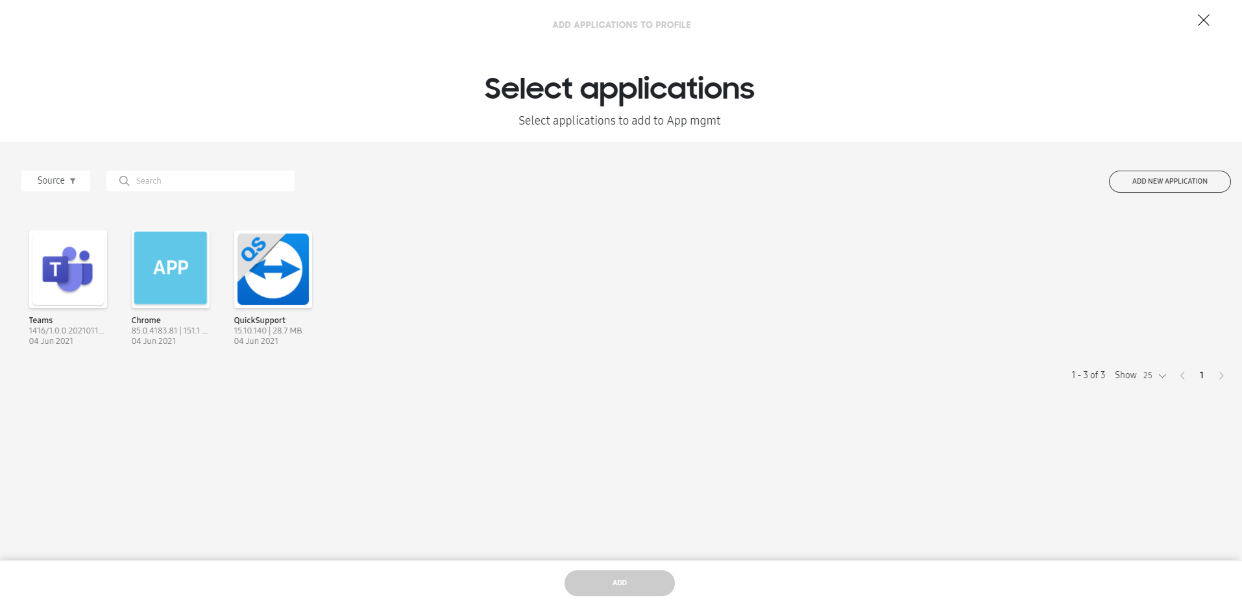 ADD APPLICATIONS TO PROFILE
Select applications
Select applications to add to App mgmt
Source
Search
ADD NEW APPLICATION
T
APP
QS
Teams
1416/1.0.0.2021011...
04 Jun 2021
Chrome
85.0.4183.81 | 151.1 ...
04 Jun 2021
QuickSupport
15.10.140 | 28.7 MB
04 Jun 2021
1 - 3 of 3 Show 25 1
ADD